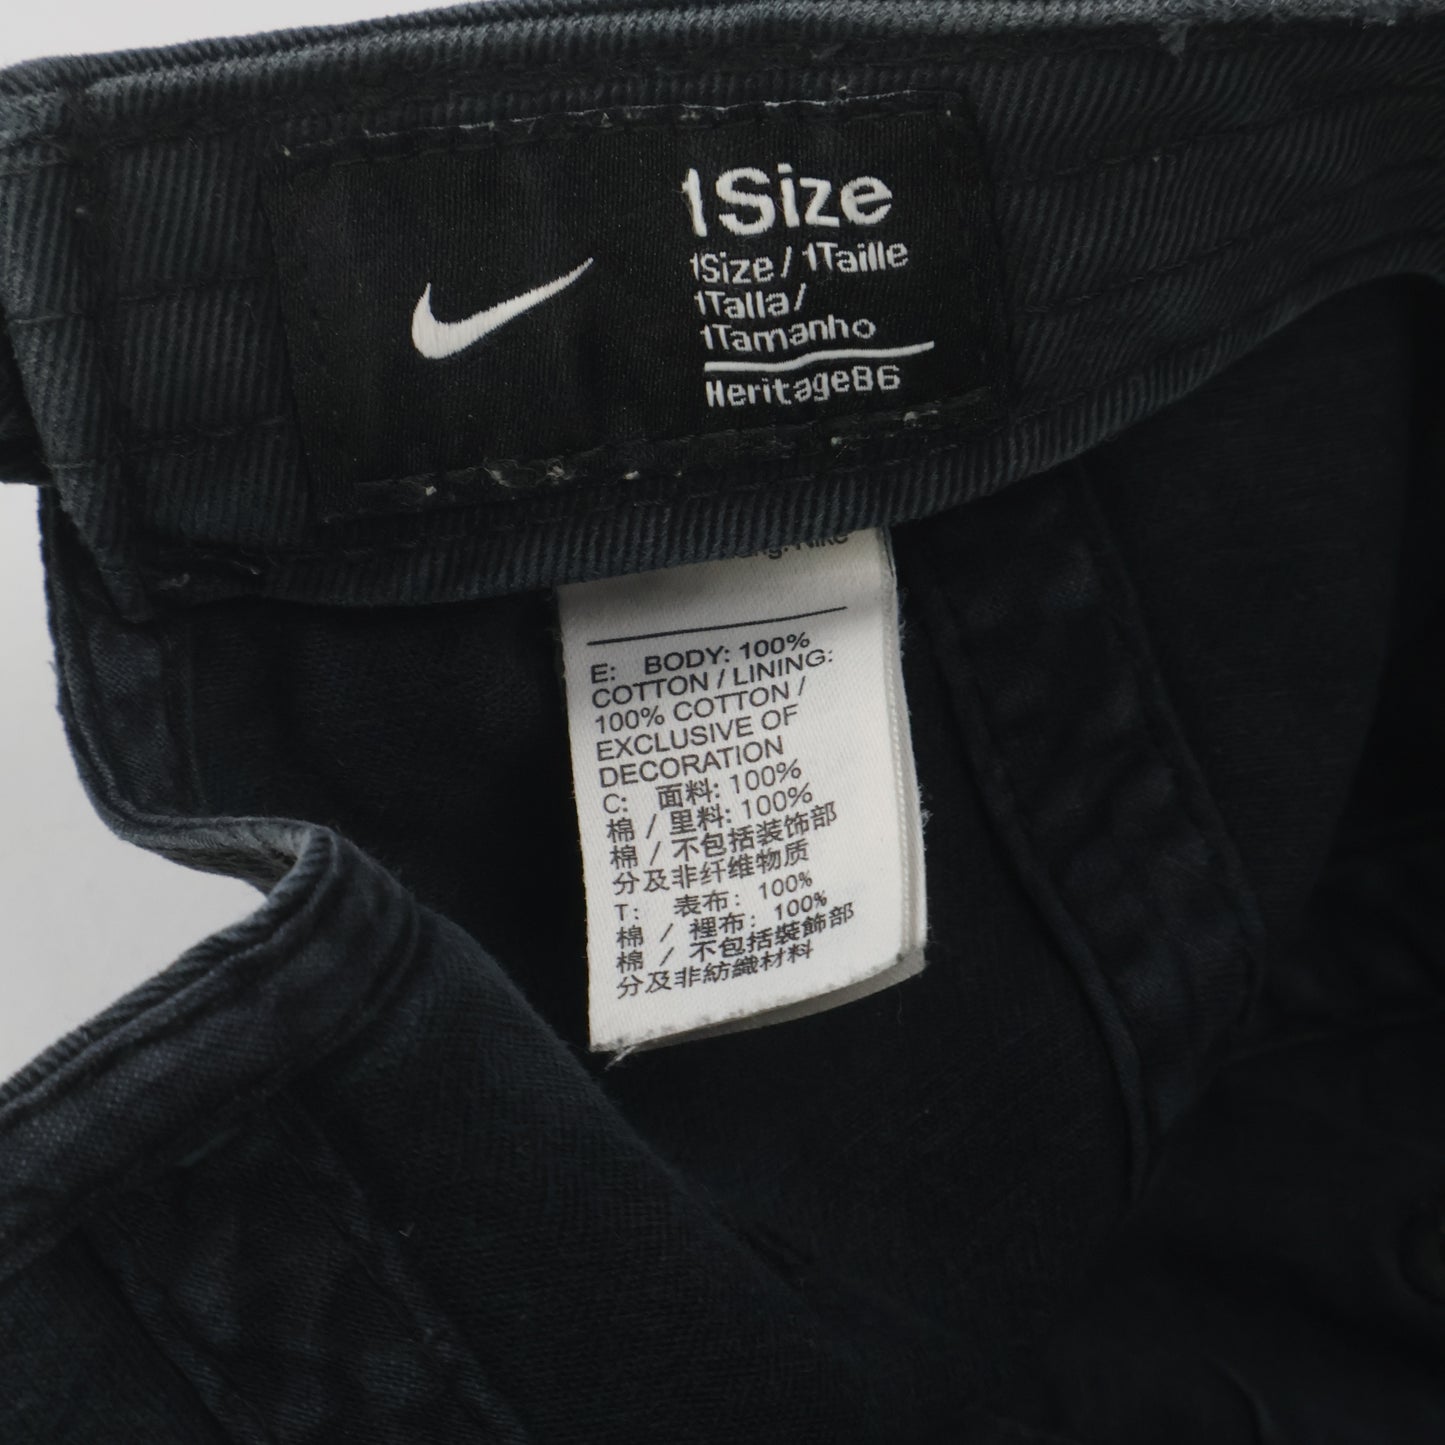 1Size
1Size / 1Taille
1Talla/
1Tamanho
Heritage86
Nike
E: BODY: 100%
COTTON / LINING:
100% COTTON /
EXCLUSIVE OF
DECORATION
C: 面料: 100%
棉 / 里料: 100%
棉 / 不包括装饰部
分及非纤维物质
T: 表布: 100%
棉 / 裡布: 100%
棉 / 不包括裝飾部
分及非紡織材料